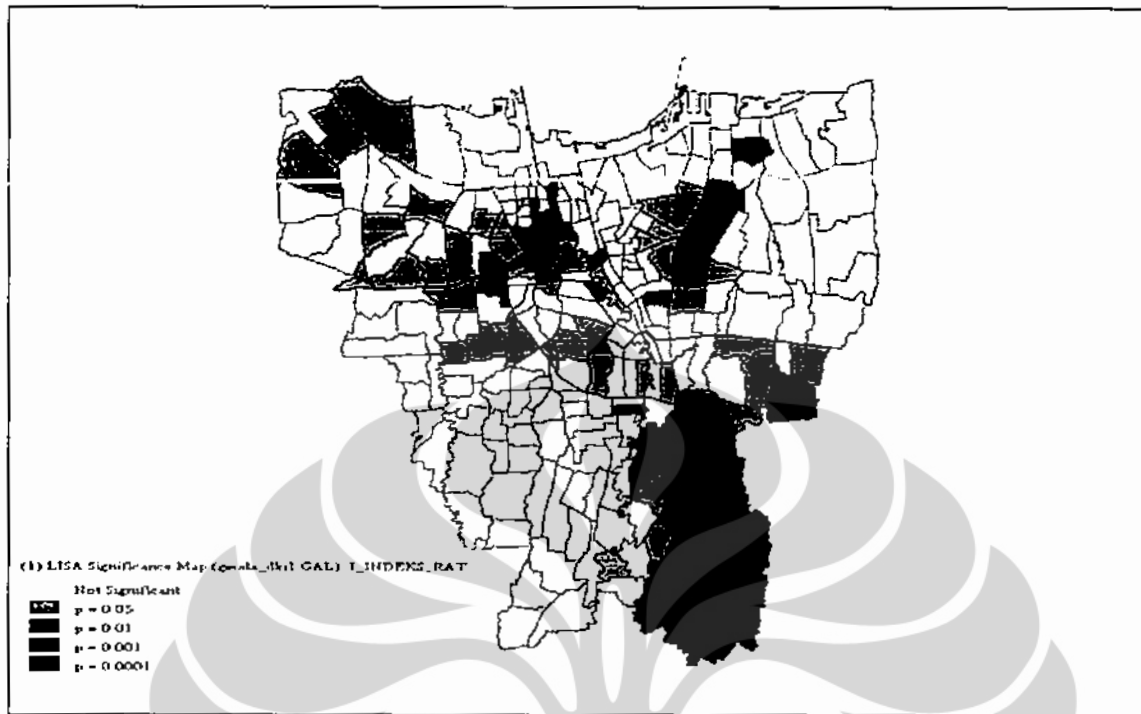 LISA Significance Map
Not Significant
p = 0.05
p = 0.01
p = 0.001
p = 0.0001